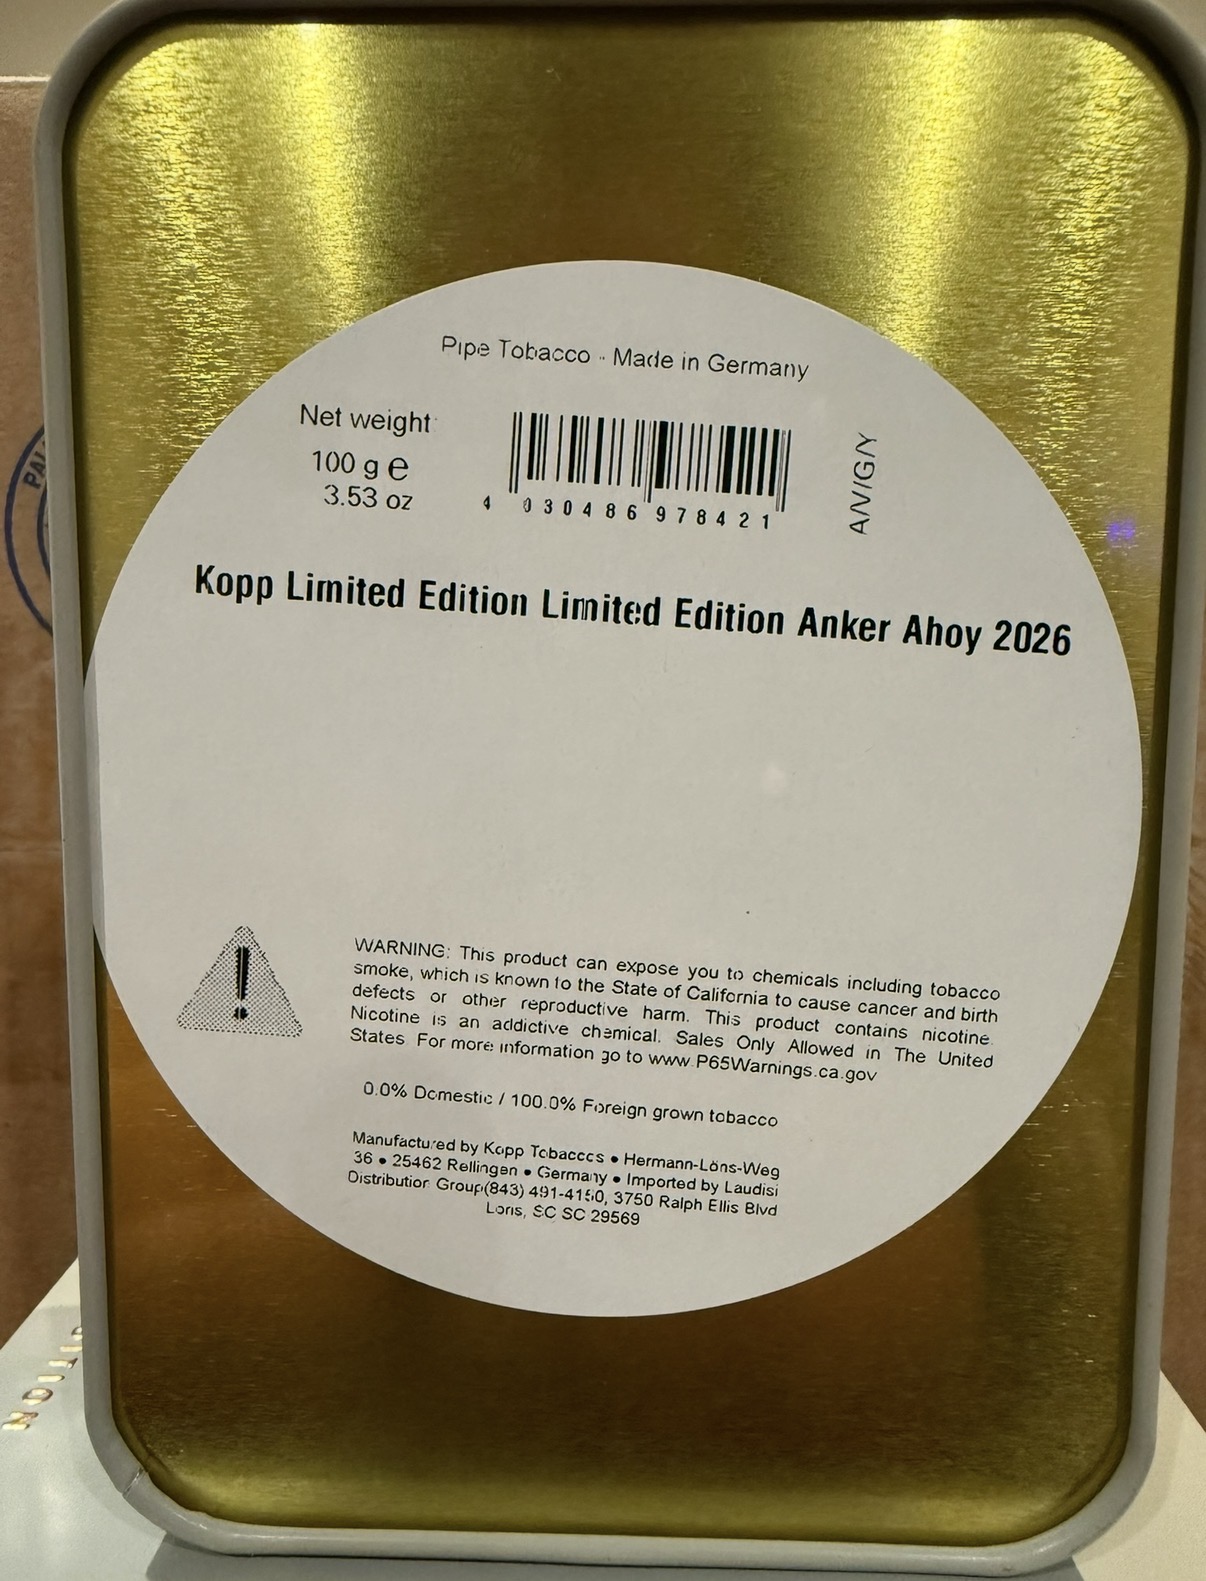 Pipe Tobacco - Made in Germany
Net weight:
100 g e
3.53 oz
4 030486 978421
A/V/G/Y
Kopp Limited Edition Limited Edition Anker Ahoy 2026
WARNING: This product can expose you to chemicals including tobacco
smoke, which is known to the State of California to cause cancer and birth
defects or other reproductive harm. This product contains nicotine.
Nicotine is an addictive chemical. Sales Only Allowed in The United
States. For more information go to www.P65Warnings.ca.gov
0.0% Domestic / 100.0% Foreign grown tobacco
Manufactured by Kopp Tobaccos • Hermann-Löns-Weg
36 • 25462 Rellingen • Germany • Imported by Laudisi
Distribution Group(843) 491-4150, 3750 Ralph Ellis Blvd
Loris, SC SC 29569
PAL